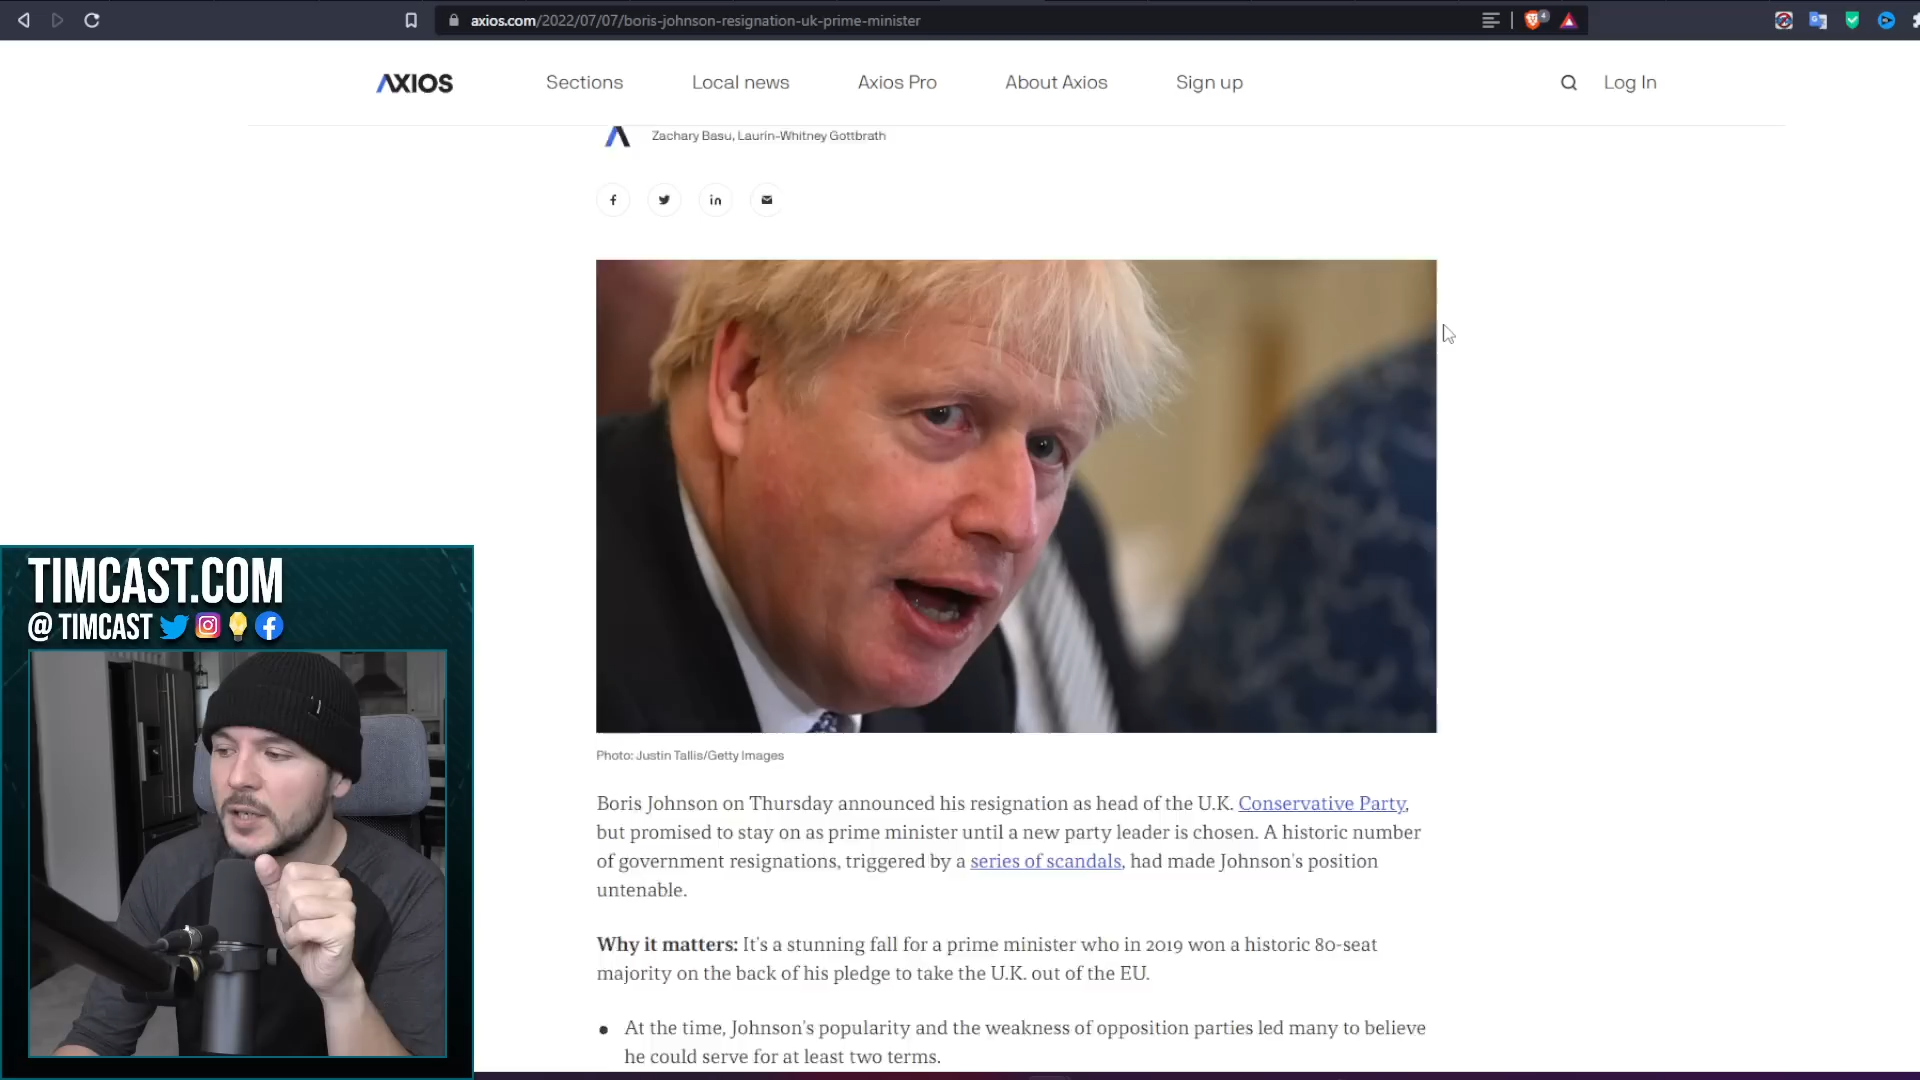 axios.com/2022/07/07/boris-johnson-resignation-uk-prime-minister
4
AXIOS
Sections
Local news
Axios Pro
About Axios
Sign up
Log In
Zachary Basu, Laurin-Whitney Gottbrath
Photo: Justin Tallis/Getty Images
Boris Johnson on Thursday announced his resignation as head of the U.K. Conservative Party,
but promised to stay on as prime minister until a new party leader is chosen. A historic number
of government resignations, triggered by a series of scandals, had made Johnson's position
untenable.
Why it matters: It's a stunning fall for a prime minister who in 2019 won a historic 80-seat
majority on the back of his pledge to take the U.K. out of the EU.
At the time, Johnson's popularity and the weakness of opposition parties led many to believe
he could serve for at least two terms.
TIMCAST.COM
@ TIMCAST